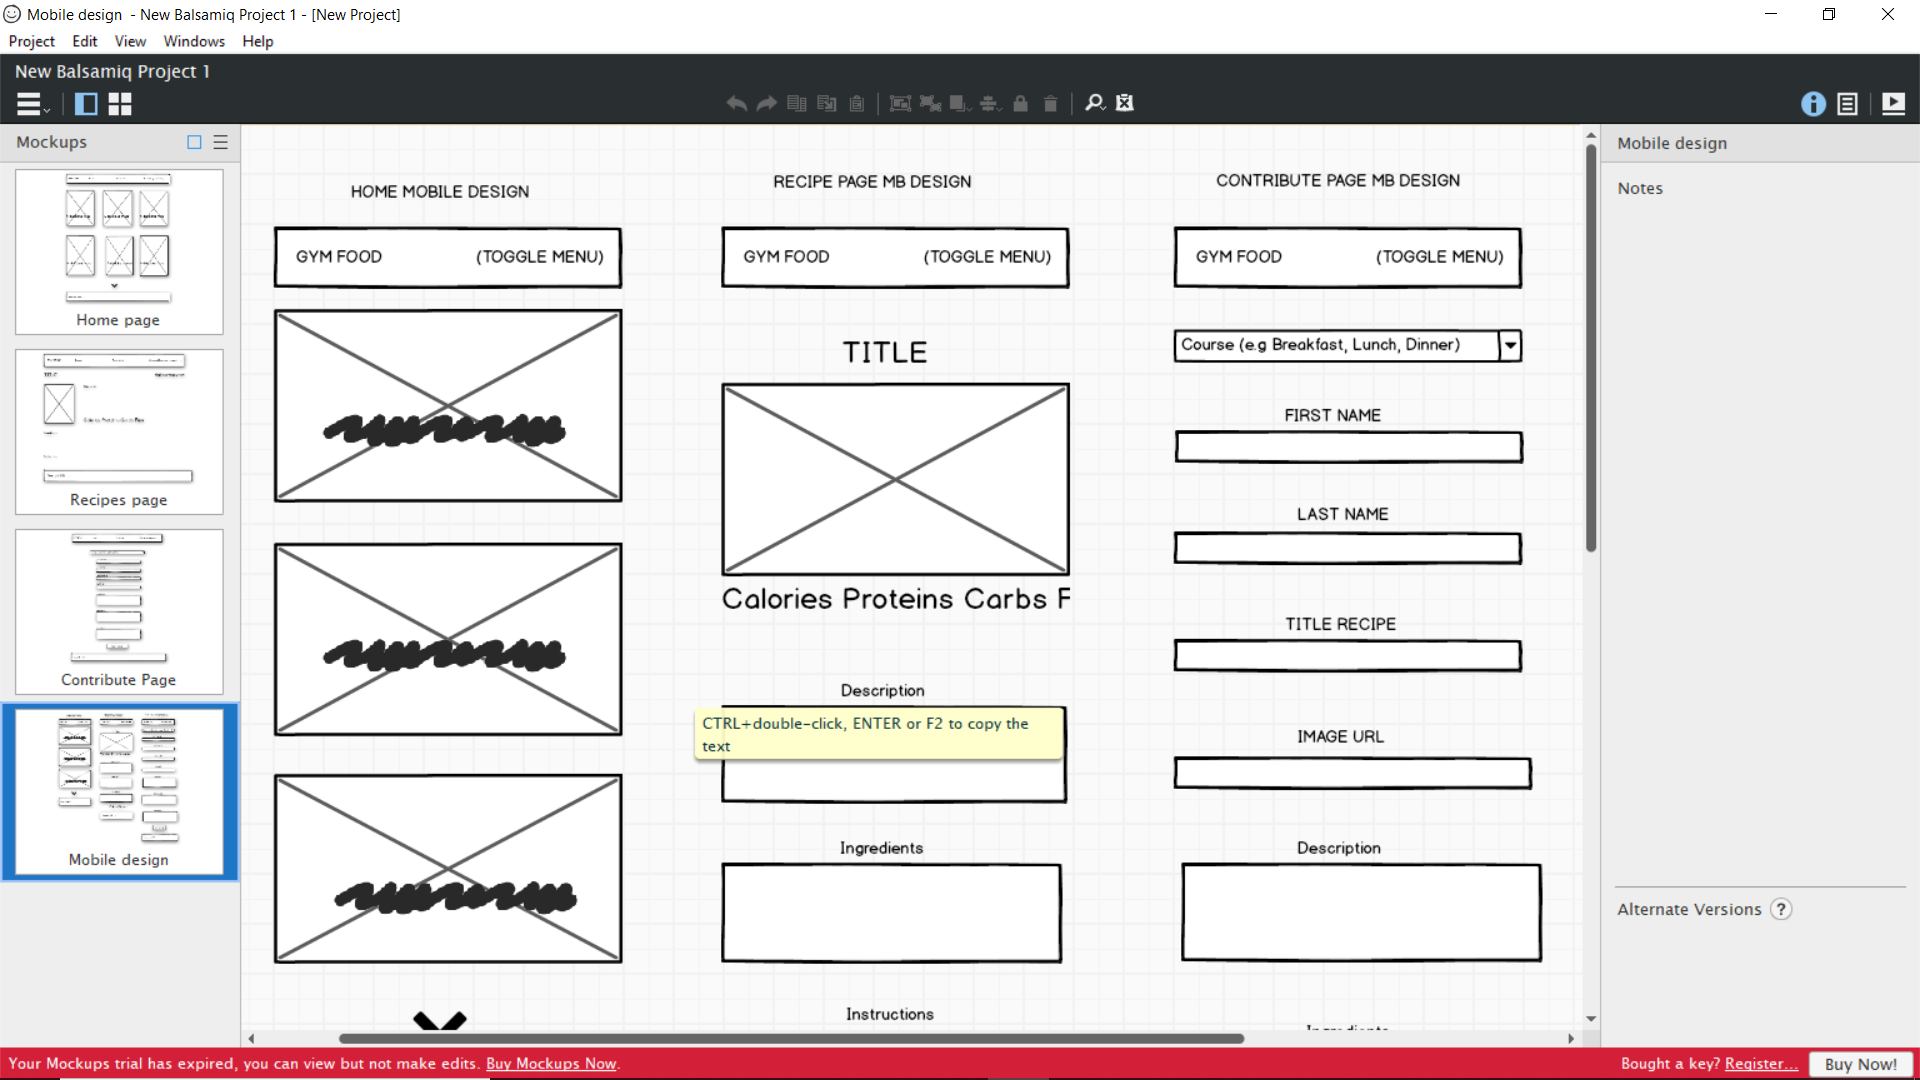 Mobile design - New Balsamiq Project 1 - [New Project]
Project Edit View Windows Help
New Balsamiq Project 1
Mockups
Home page
Recipes page
Contribute Page
Mobile design
HOME MOBILE DESIGN
GYM FOOD (TOGGLE MENU)
RECIPE PAGE MB DESIGN
GYM FOOD (TOGGLE MENU)
TITLE
Calories Proteins Carbs F
Description
CTRL+double-click, ENTER or F2 to copy the
text
Ingredients
Instructions
CONTRIBUTE PAGE MB DESIGN
GYM FOOD (TOGGLE MENU)
Course (e.g Breakfast, Lunch, Dinner)
FIRST NAME
LAST NAME
TITLE RECIPE
IMAGE URL
Description
Mobile design
Notes
Alternate Versions ?
Your Mockups trial has expired, you can view but not make edits. Buy Mockups Now.
Bought a key? Register... Buy Now!